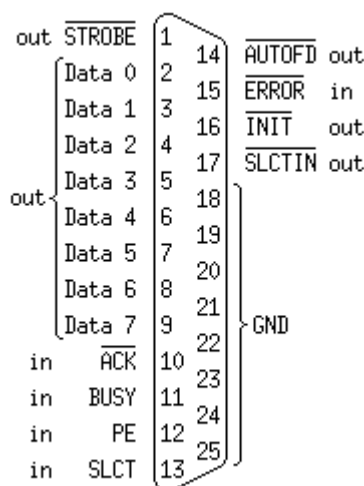 out STROBE 1
14 AUTOFD out
Data 0 2
15 ERROR in
Data 1 3
16 INIT out
Data 2 4
17 SLCTIN out
Data 3 5
18
out
Data 4 6
19
Data 5 7
20
Data 6 8
21
Data 7 9
22
GND
in ACK 10
23
in BUSY 11
24
in PE 12
25
in SLCT 13